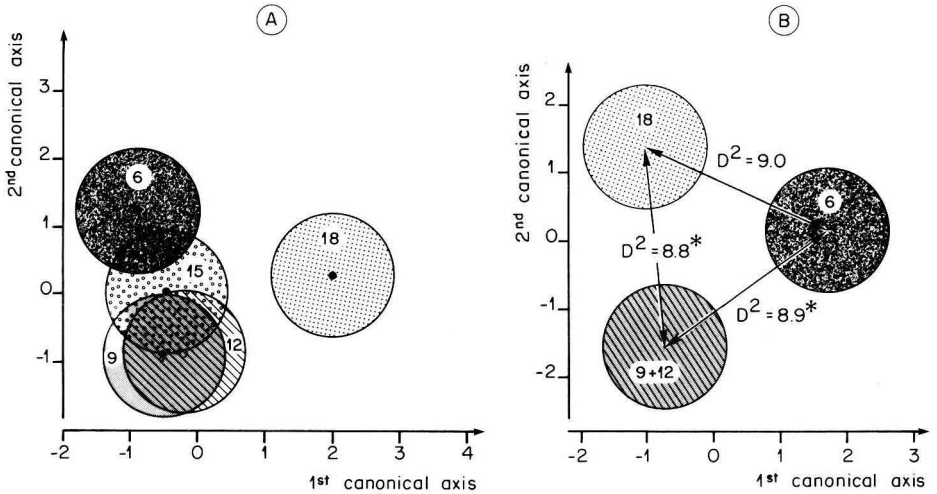 A
2nd canonical axis
3
2
1
0
-1
6
15
9
12
18
-2 -1 0 1 2 3 4
1st canonical axis
B
2nd canonical axis
2
1
0
-1
-2
18
6
9+12
D2 = 9.0
D2 = 8.8*
D2 = 8.9*
-2 -1 0 1 2 3
1st canonical axis